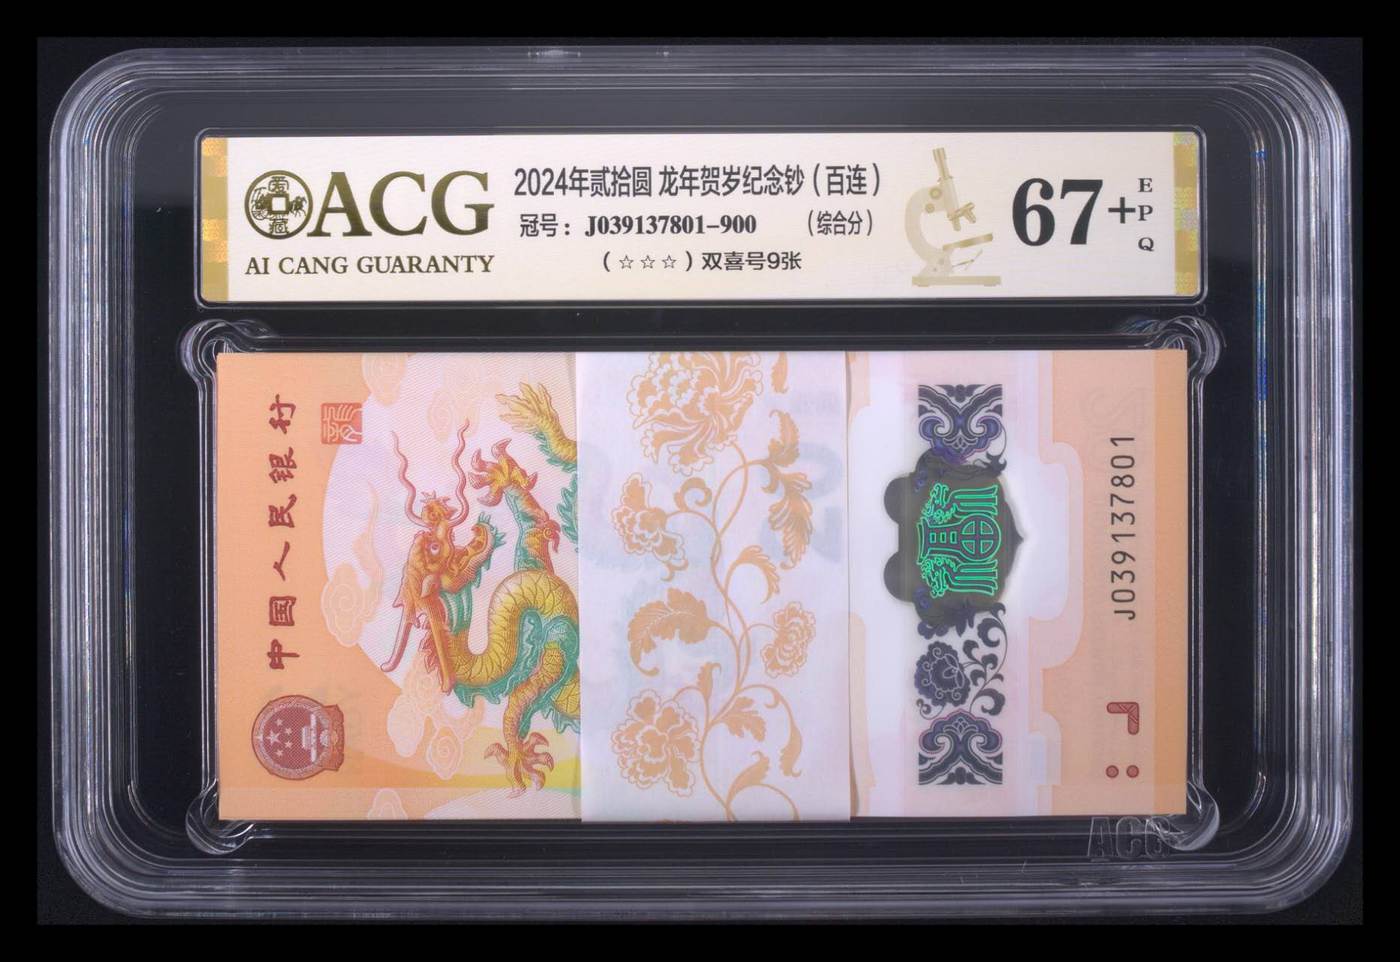 ACG
AI CANG GUARANTY
2024年贰拾圆 龙年贺岁纪念钞（百连）
冠号：J039137801-900 （综合分）
（☆☆☆）双喜号9张
67+
EPQ
中国人民银行
J039137801
ACG